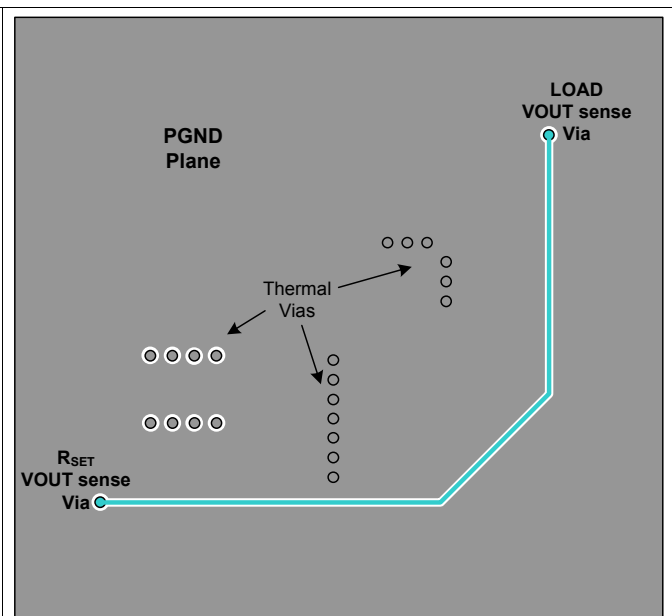 LOAD
VOUT sense
Via
PGND
Plane
Thermal
Vias
RSET
VOUT sense
Via